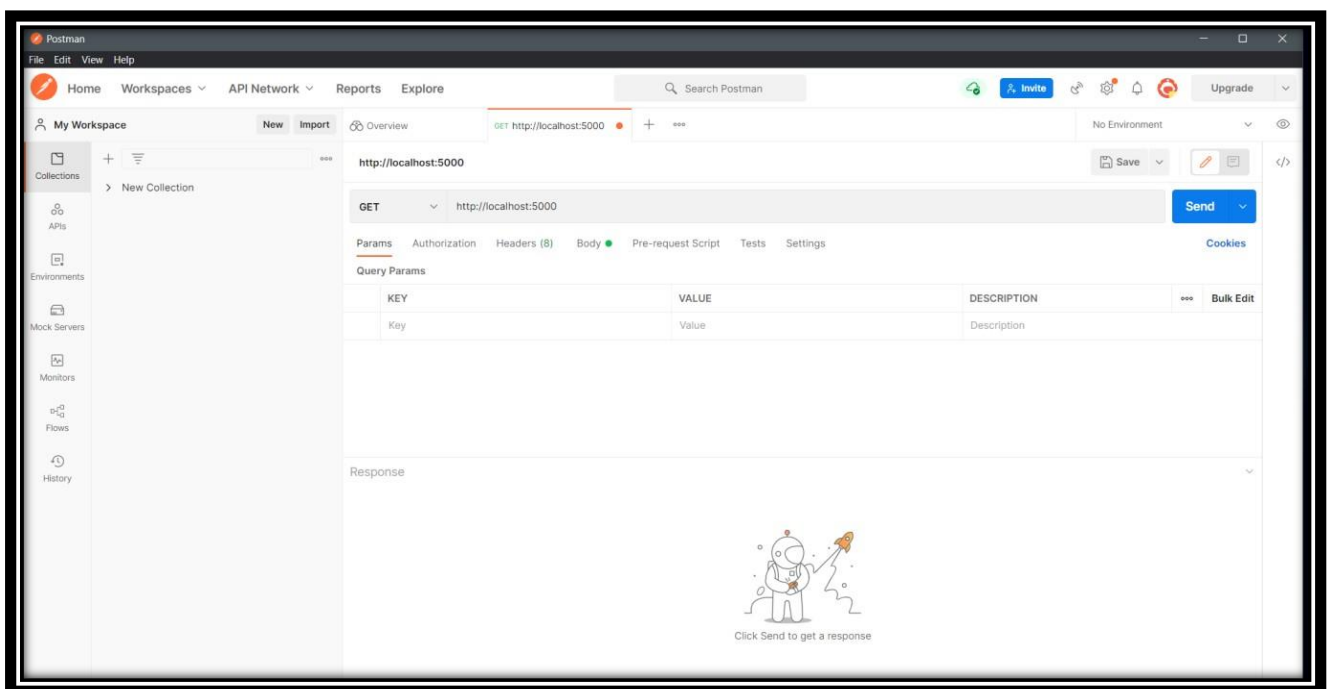 Postman
File Edit View Help
Home Workspaces API Network Reports Explore Search Postman Invite Upgrade
My Workspace New Import Overview GET http://localhost:5000 No Environment
Collections
New Collection
APIs
Environments
Mock Servers
Monitors
Flows
History
http://localhost:5000 Save </>
GET http://localhost:5000 Send
Params Authorization Headers (8) Body Pre-request Script Tests Settings Cookies
Query Params
KEY VALUE DESCRIPTION Bulk Edit
Key Value Description
Response
Click Send to get a response